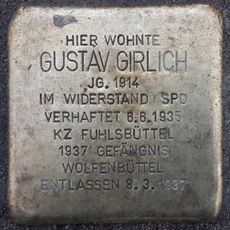 HIER WOHNTE
GUSTAV GIRLICH
JG. 1914
IM WIDERSTAND / SPD
VERHAFTET 6.6.1935
KZ FUHLSBÜTTEL
1937 GEFÄNGNIS
WOLFENBÜTTEL
ENTLASSEN 8.3.1937